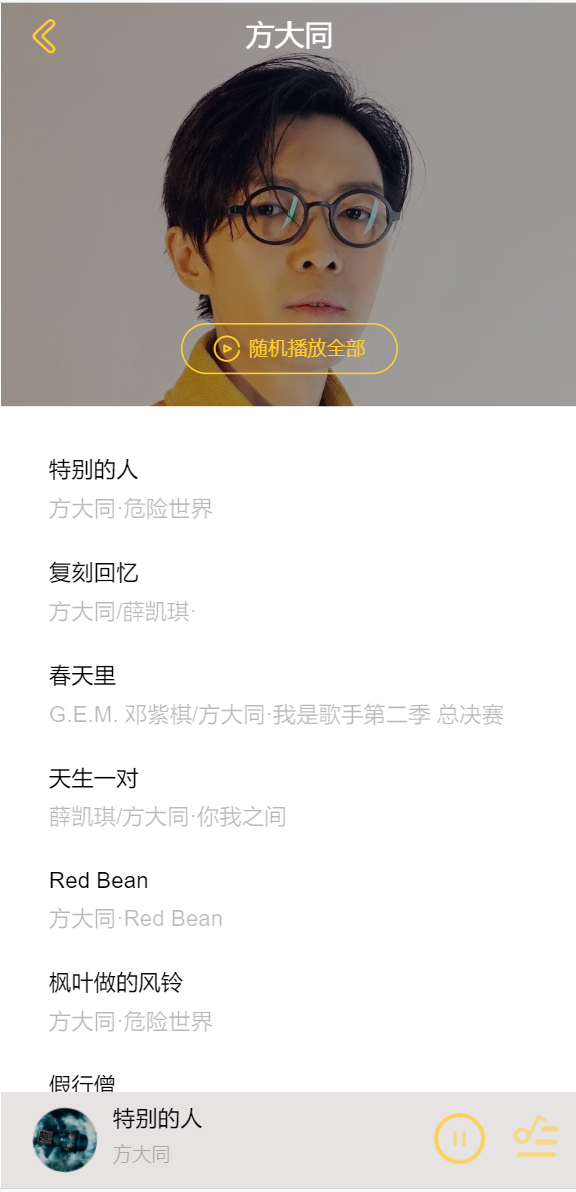 方大同
随机播放全部
特别的人
方大同·危险世界
复刻回忆
方大同/薛凯琪·
春天里
G.E.M. 邓紫棋/方大同·我是歌手第二季 总决赛
天生一对
薛凯琪/方大同·你我之间
Red Bean
方大同·Red Bean
枫叶做的风铃
方大同·危险世界
假行僧
特别的人
方大同